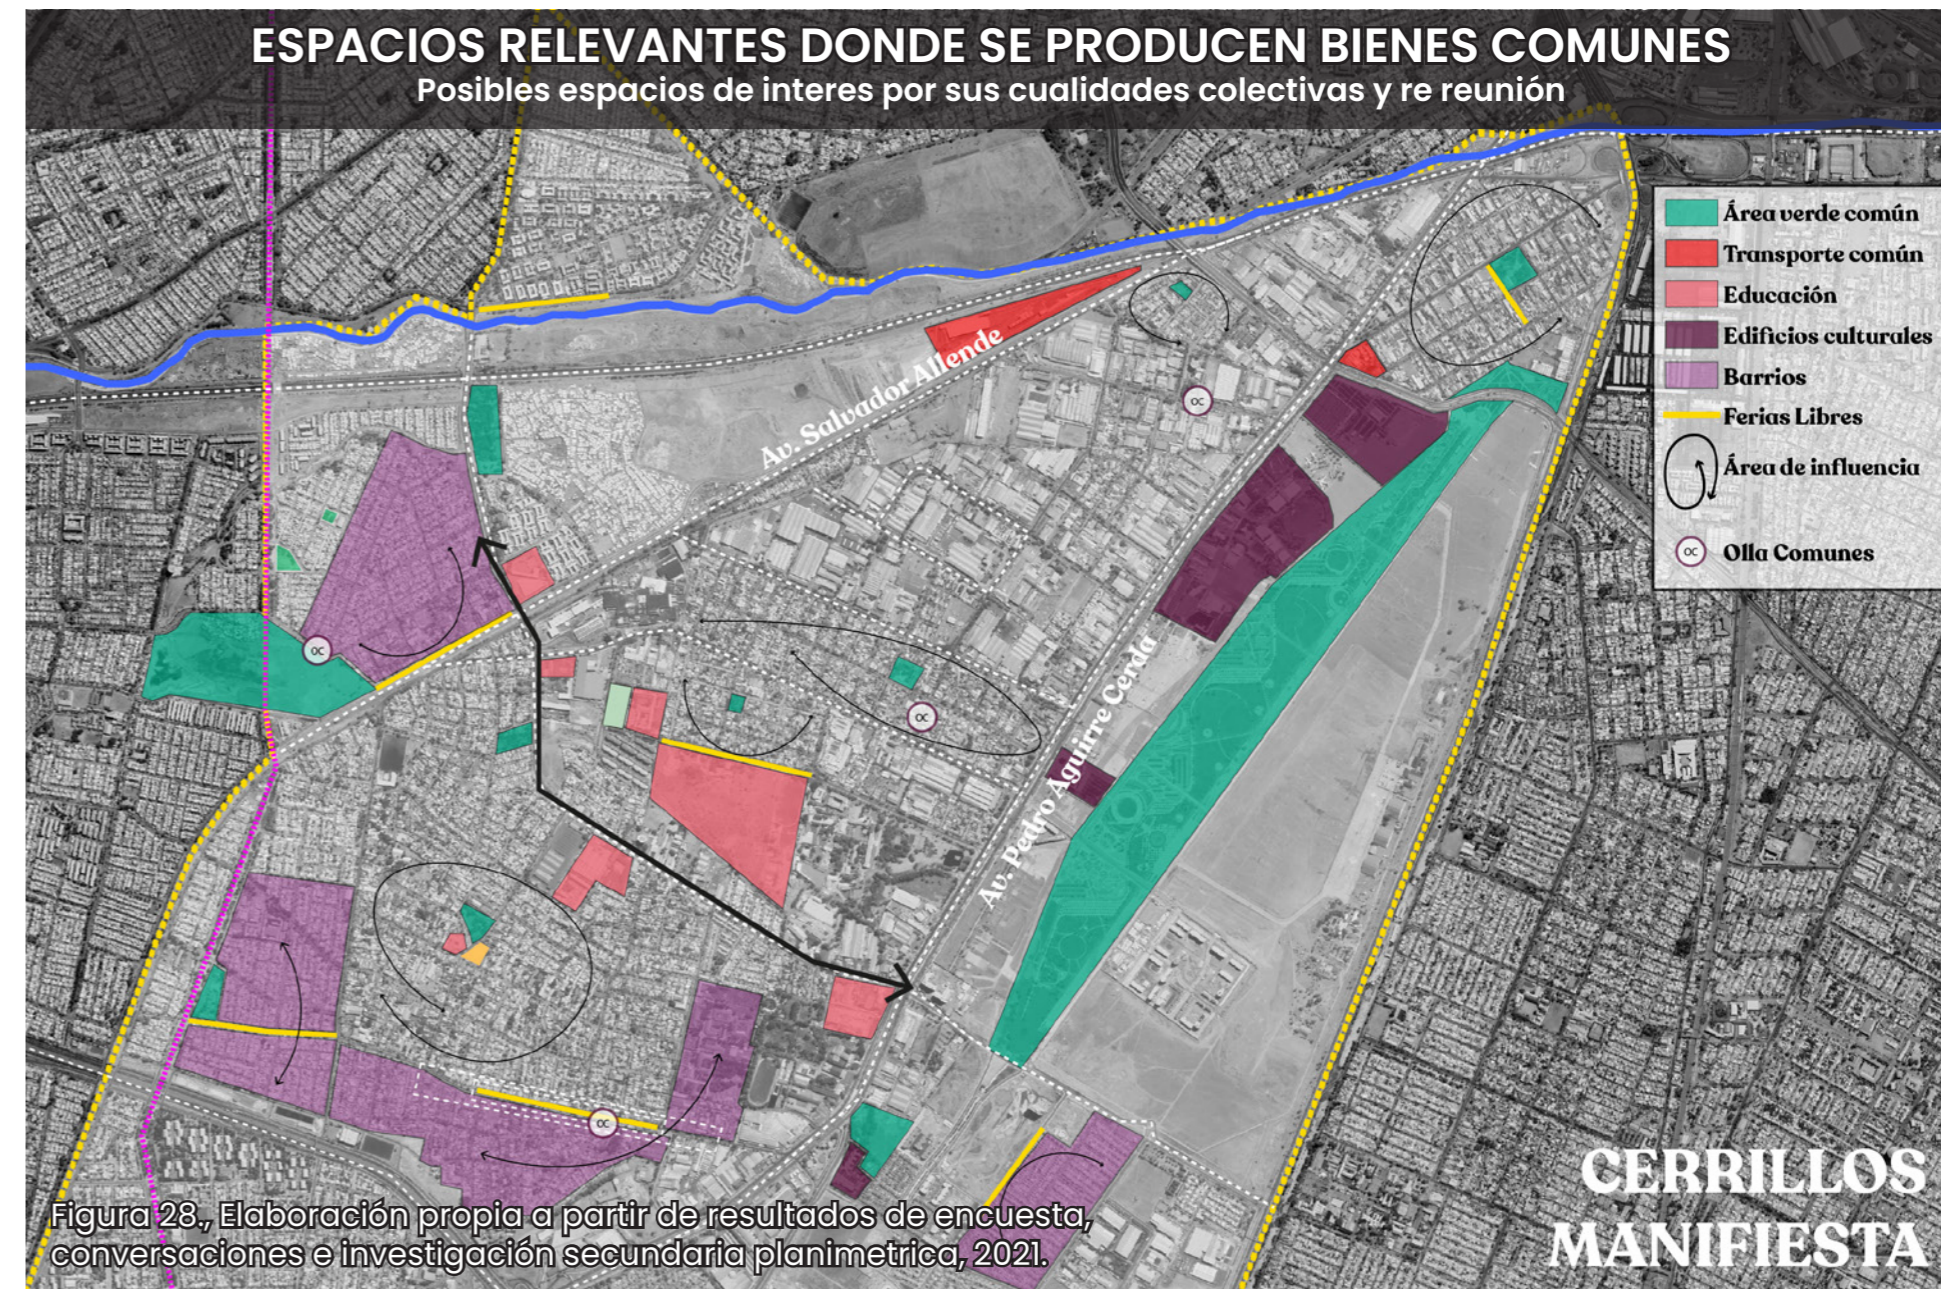 ESPACIOS RELEVANTES DONDE SE PRODUCEN BIENES COMUNES
Posibles espacios de interes por sus cualidades colectivas y re reunión
Área verde común
Transporte común
Educación
Edificios culturales
Barrios
Ferias Libres
Área de influencia
OC Olla Comunes
Av. Salvador Allende
OC
OC
OC
Av. Pedro Aguirre Cerda
OC
CERRILLOS
MANIFIESTA
Figura 28., Elaboración propia a partir de resultados de encuesta,
conversaciones e investigación secundaria planimetrica, 2021.